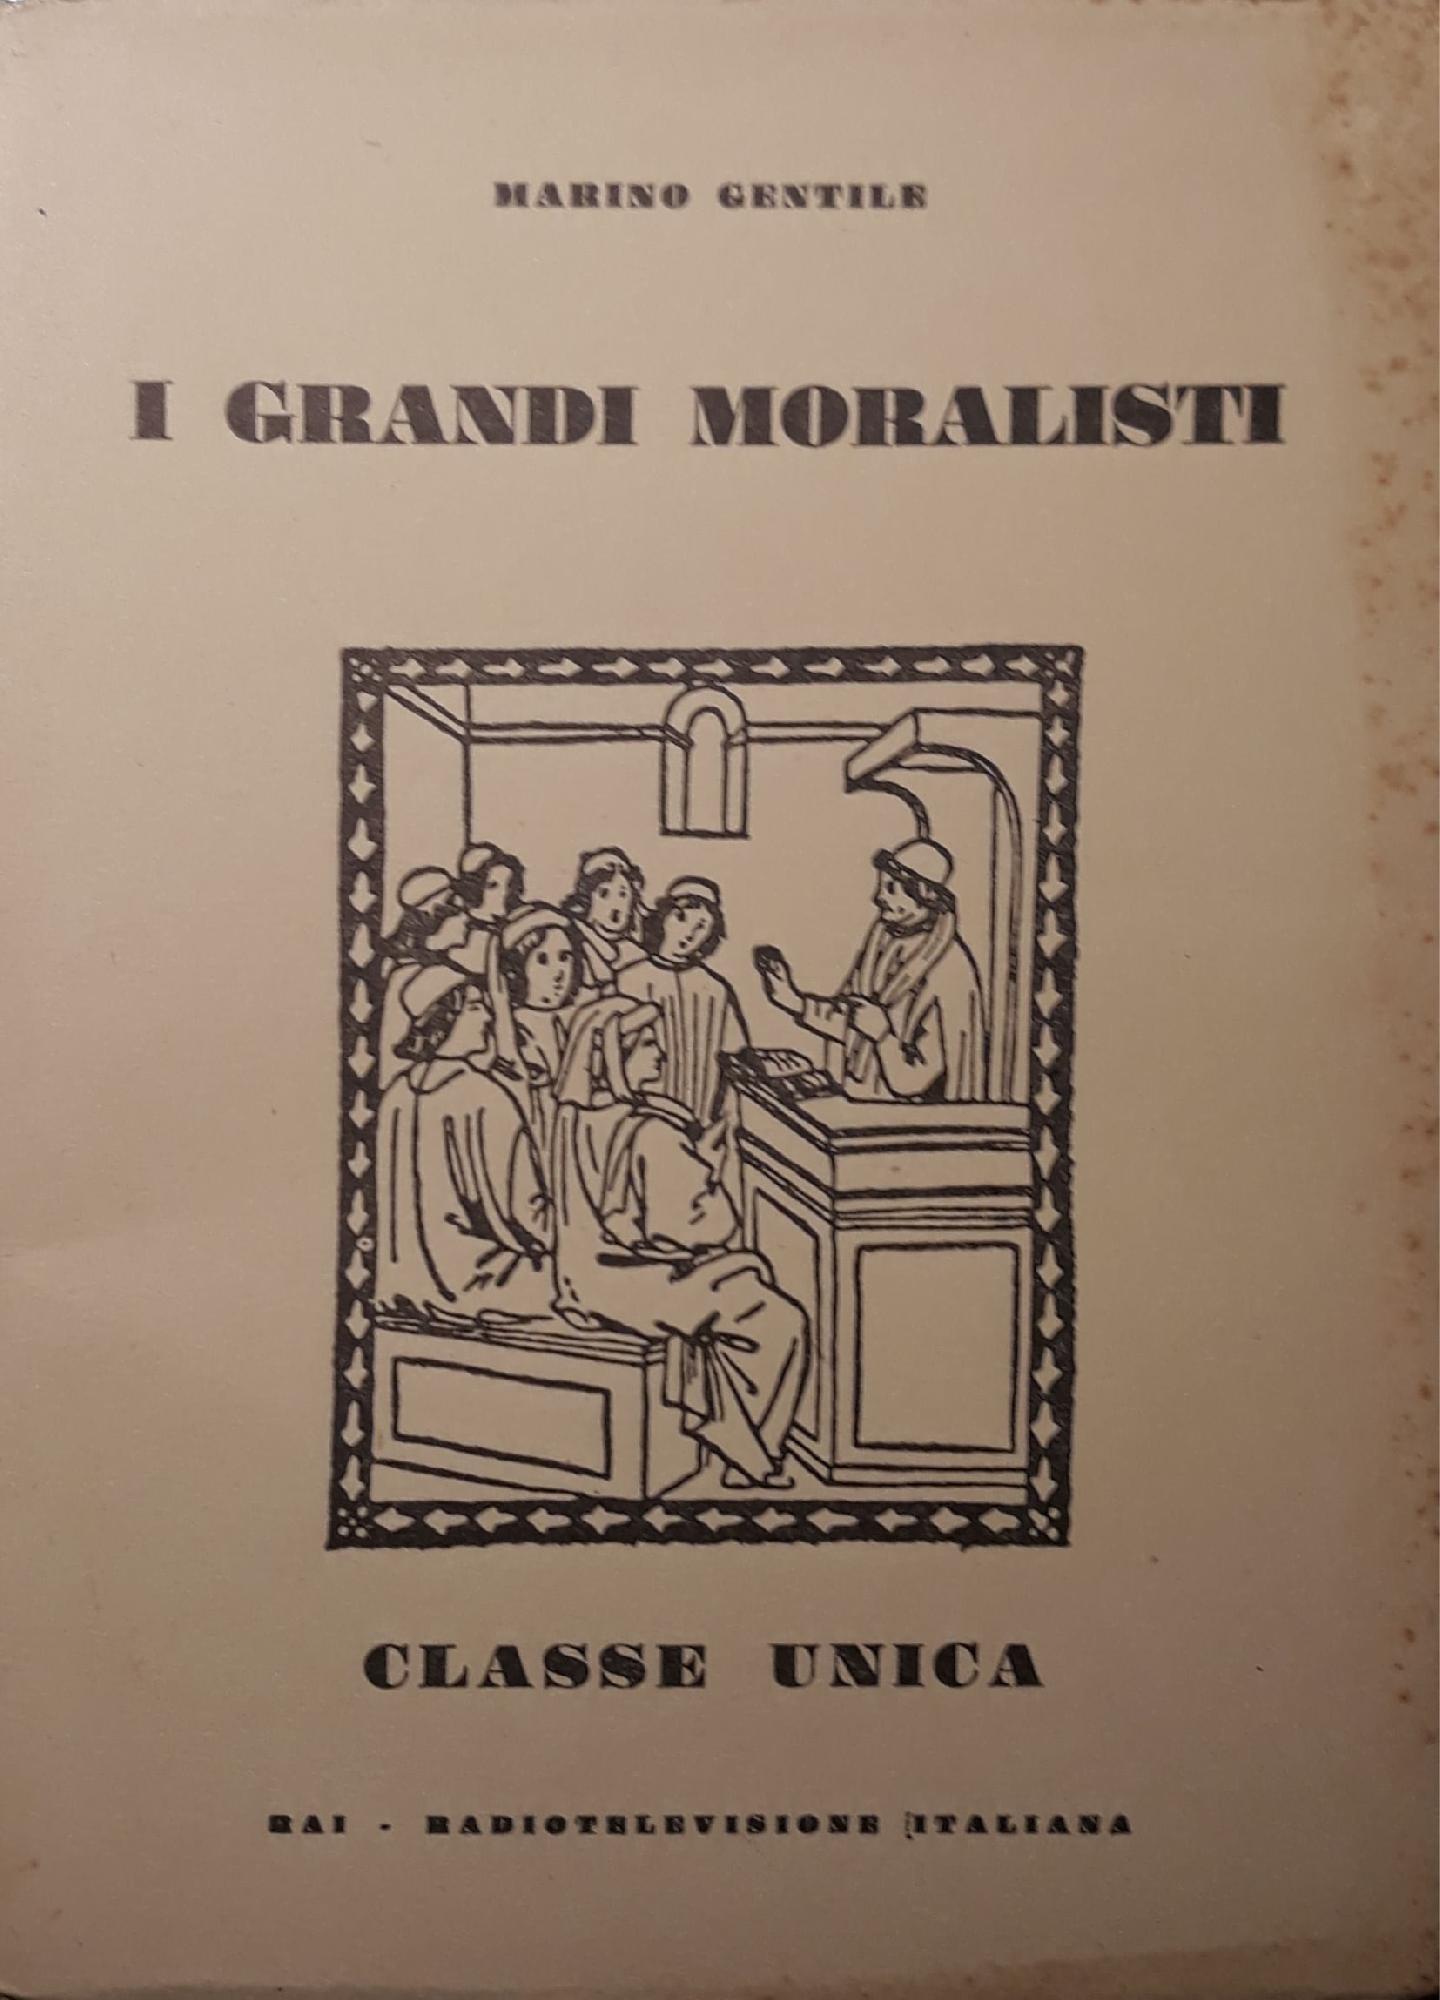 MARINO GENTILE
I GRANDI MORALISTI
CLASSE UNICA
RAI - RADIOTELEVISIONE ITALIANA